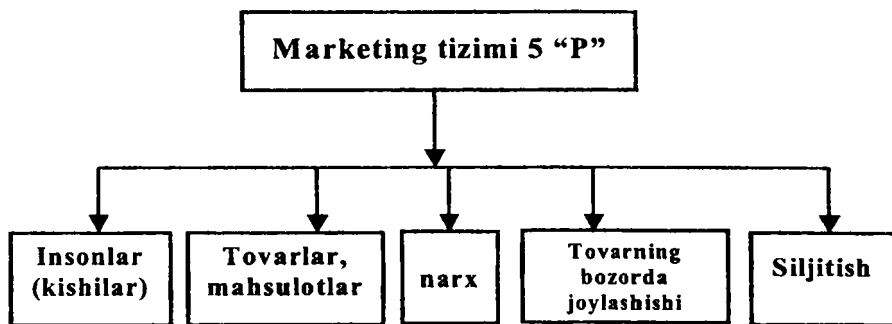 Marketing tizimi 5 “P”
Insonlar
(kishilar)
Tovarlar,
mahsulotlar
narx
Tovarning
bozorda
joylashishi
Siljitish